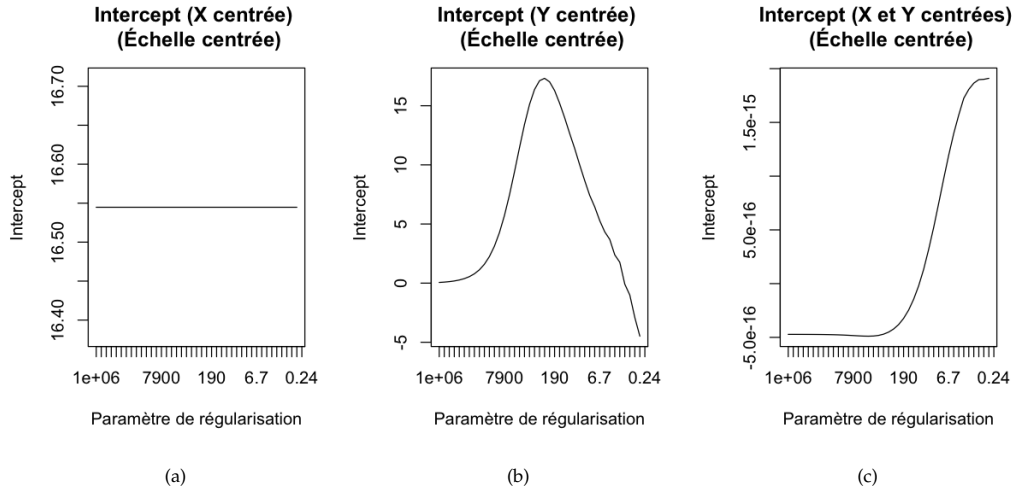 Intercept (X centrée)
(Échelle centrée)
Intercept
16.70
16.60
16.50
16.40
1e+06 7900 190 6.7 0.24
Paramètre de régularisation
(a)
Intercept (Y centrée)
(Échelle centrée)
Intercept
15
10
5
0
-5
1e+06 7900 190 6.7 0.24
Paramètre de régularisation
(b)
Intercept (X et Y centrées)
(Échelle centrée)
Intercept
1.5e-15
5.0e-16
-5.0e-16
1e+06 7900 190 6.7 0.24
Paramètre de régularisation
(c)